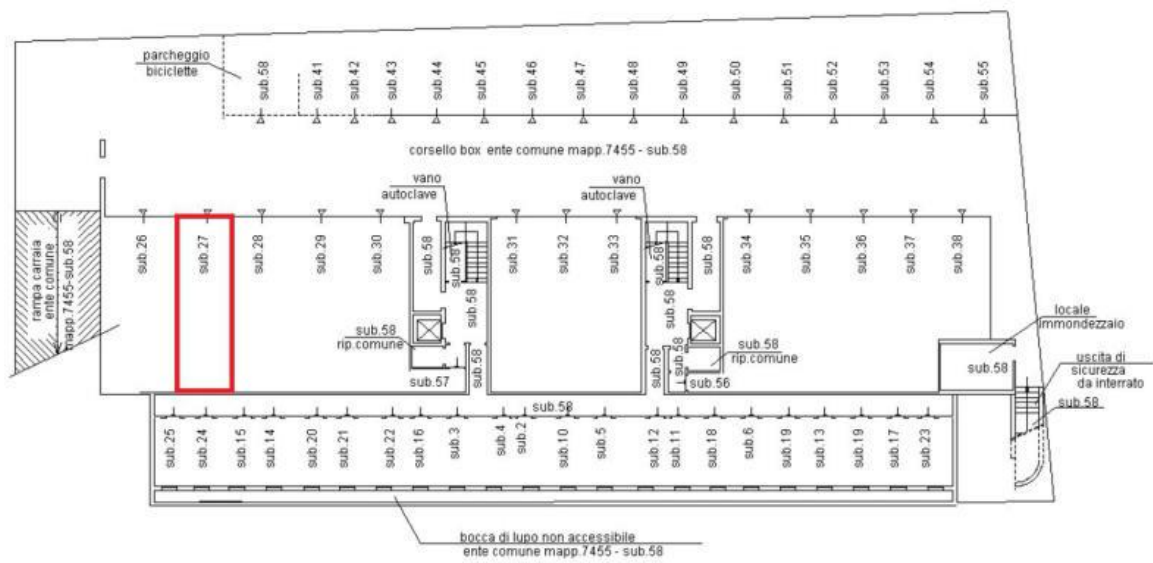 parcheggio
biciclette
sub.58
sub.41
sub.42
sub.43
sub.44
sub.45
sub.46
sub.47
sub.48
sub.49
sub.50
sub.51
sub.52
sub.53
sub.54
sub.55
corsello box ente comune mapp.7455 - sub.58
vano
autoclave
vano
autoclave
rampa carraia
ente comune
mapp.7455-sub.58
sub.26
sub.27
sub.28
sub.29
sub.30
sub.58
sub.58
sub.58
sub.31
sub.32
sub.33
sub.58
sub.58
sub.58
sub.34
sub.35
sub.36
sub.37
sub.38
sub.58
rip.comune
sub.57
sub.58
sub.58
sub.58
sub.58
rip.comune
sub.56
locale
immondezzaio
sub.58
uscita di
sicurezza
da interrato
sub.58
sub.58
sub.25
sub.24
sub.15
sub.14
sub.20
sub.21
sub.22
sub.16
sub.3
sub.4
sub.2
sub.10
sub.5
sub.12
sub.11
sub.18
sub.6
sub.19
sub.13
sub.19
sub.17
sub.23
bocca di lupo non accessibile
ente comune mapp.7455 - sub.58